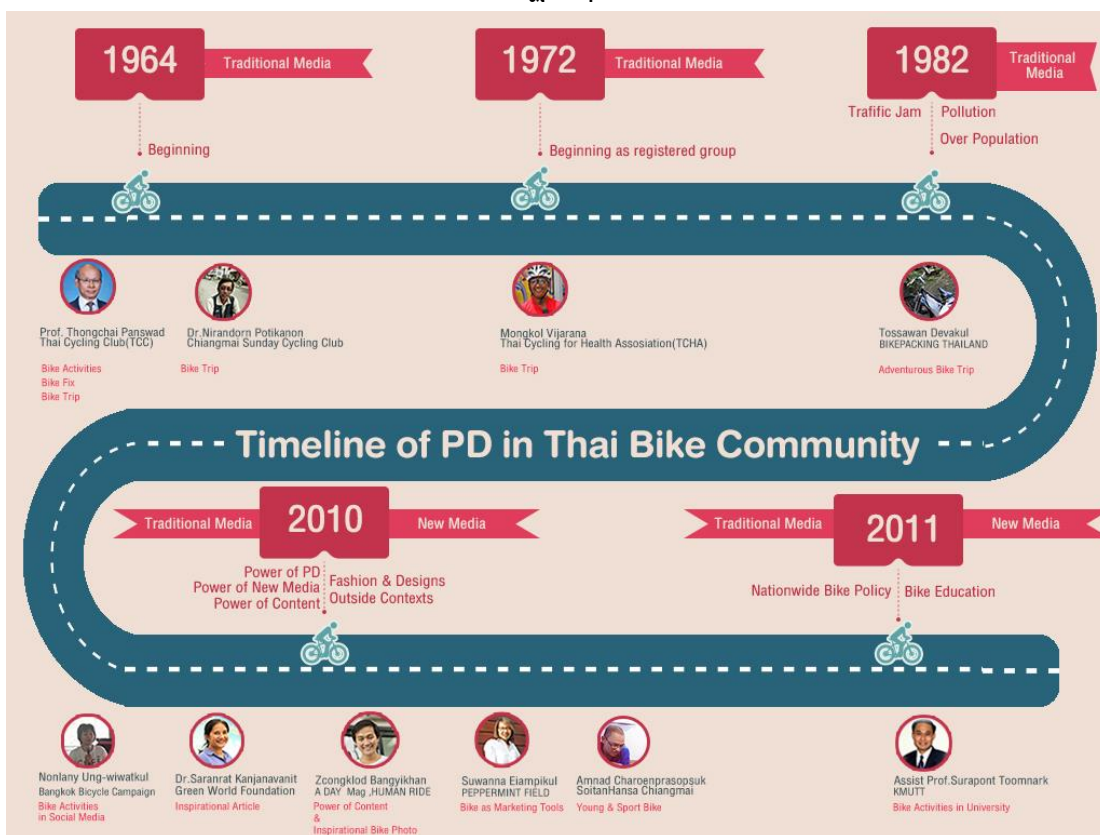 1964
Traditional Media
Beginning
1972
Traditional Media
Beginning as registered group
1982
Traditional
Media
Trafific Jam
Pollution
Over Population
Prof. Thongchai Panswad
Thai Cycling Club(TCC)
Bike Activities
Bike Fix
Bike Trip
Dr.Nirandorn Potikanon
Chiangmai Sunday Cycling Club
Bike Trip
Mongkol Vijarana
Thai Cycling for Health Assosiation(TCHA)
Bike Trip
Tossawan Devakul
BIKEPACKING THAILAND
Adventurous Bike Trip
Timeline of PD in Thai Bike Community
Traditional Media
2010
New Media
Power of PD
Power of New Media
Power of Content
Fashion & Designs
Outside Contexts
Traditional Media
2011
New Media
Nationwide Bike Policy
Bike Education
Nonlany Ung-wiwatkul
Bangkok Bicycle Campaign
Bike Activities
in Social Media
Dr.Saranrat Kanjanavanit
Green World Foundation
Inspirational Article
Zcongklod Bangyikhan
A DAY Mag ,HUMAN RIDE
Power of Content
&
Inspirational Bike Photo
Suwanna Eiampikul
PEPPERMINT FIELD
Bike as Marketing Tools
Amnad Charoenprasopsuk
SoitanHansa Chiangmai
Young & Sport Bike
Assist Prof.Surapont Toomnark
KMUTT
Bike Activities in University